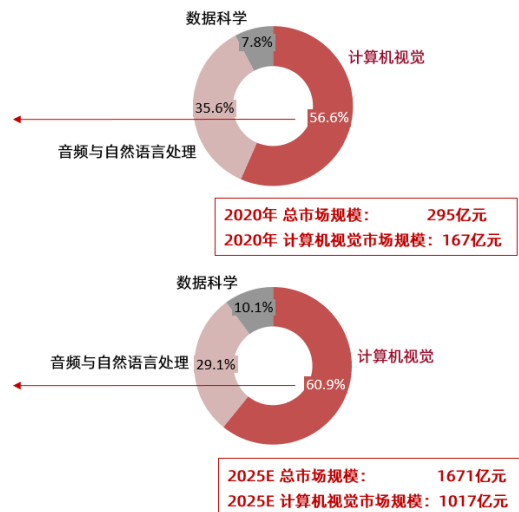 数据科学
7.8%
计算机视觉
35.6%
56.6%
音频与自然语言处理
2020年 总市场规模： 295亿元
2020年 计算机视觉市场规模：167亿元
数据科学
10.1%
计算机视觉
音频与自然语言处理
29.1%
60.9%
2025E 总市场规模： 1671亿元
2025E 计算机视觉市场规模：1017亿元